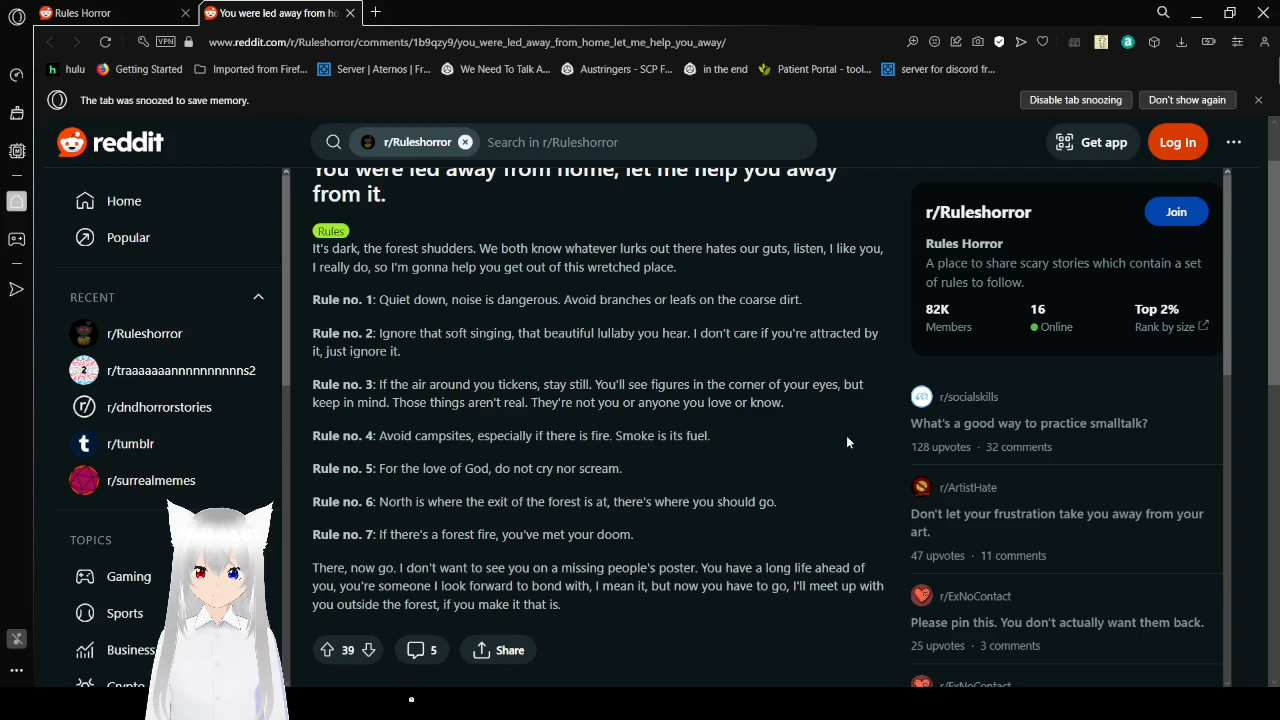 Rules Horror
You were led away from ho
VPN
www.reddit.com/r/Ruleshorror/comments/1b9qzy9/you_were_led_away_from_home_let_me_help_you_away/
hulu
Getting Started
Imported from Firef...
Server | Aternos | Fr...
We Need To Talk A...
Austringers - SCP F...
in the end
Patient Portal - tool...
server for discord fr...
The tab was snoozed to save memory.
Disable tab snoozing
Don't show again
reddit
r/Ruleshorror
Search in r/Ruleshorror
Get app
Log In
Home
Popular
RECENT
r/Ruleshorror
r/traaaaaaannnnnnnnnns2
r/dndhorrorstories
r/tumblr
r/surrealmemes
TOPICS
Gaming
Sports
Business
Crypto
You were led away from home, let me help you away
from it.
Rules
It's dark, the forest shudders. We both know whatever lurks out there hates our guts, listen, I like you,
I really do, so I'm gonna help you get out of this wretched place.
Rule no. 1: Quiet down, noise is dangerous. Avoid branches or leafs on the coarse dirt.
Rule no. 2: Ignore that soft singing, that beautiful lullaby you hear. I don't care if you're attracted by
it, just ignore it.
Rule no. 3: If the air around you tickens, stay still. You'll see figures in the corner of your eyes, but
keep in mind. Those things aren't real. They're not you or anyone you love or know.
Rule no. 4: Avoid campsites, especially if there is fire. Smoke is its fuel.
Rule no. 5: For the love of God, do not cry nor scream.
Rule no. 6: North is where the exit of the forest is at, there's where you should go.
Rule no. 7: If there's a forest fire, you've met your doom.
There, now go. I don't want to see you on a missing people's poster. You have a long life ahead of
you, you're someone I look forward to bond with, I mean it, but now you have to go, I'll meet up with
you outside the forest, if you make it that is.
39
5
Share
r/Ruleshorror
Join
Rules Horror
A place to share scary stories which contain a set
of rules to follow.
82K
16
Top 2%
Members
Online
Rank by size
r/socialskills
What's a good way to practice smalltalk?
128 upvotes · 32 comments
r/ArtistHate
Don't let your frustration take you away from your
art.
47 upvotes · 11 comments
r/ExNoContact
Please pin this. You don't actually want them back.
25 upvotes · 3 comments
r/ExNoContact